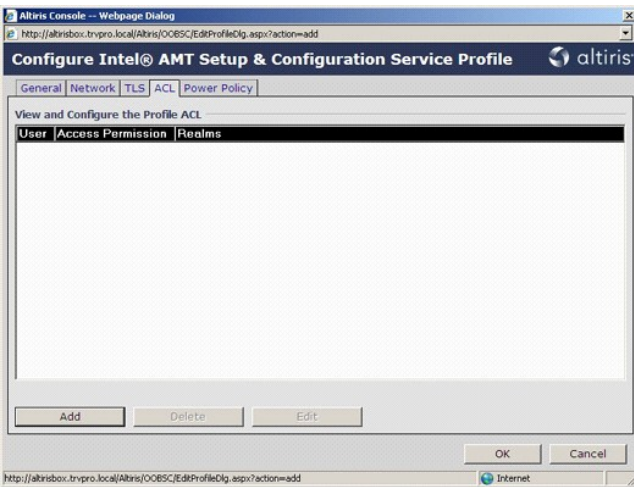 Altiris Console -- Webpage Dialog
http://altirisbox.trvpro.local/Altiris/OOBSC/EditProfileDlg.aspx?action=add
Configure Intel® AMT Setup & Configuration Service Profile altiris
General Network TLS ACL Power Policy
View and Configure the Profile ACL
User Access Permission Realms
Add Delete Edit
OK Cancel
http://altirisbox.trvpro.local/Altiris/OOBSC/EditProfileDlg.aspx?action=add Internet